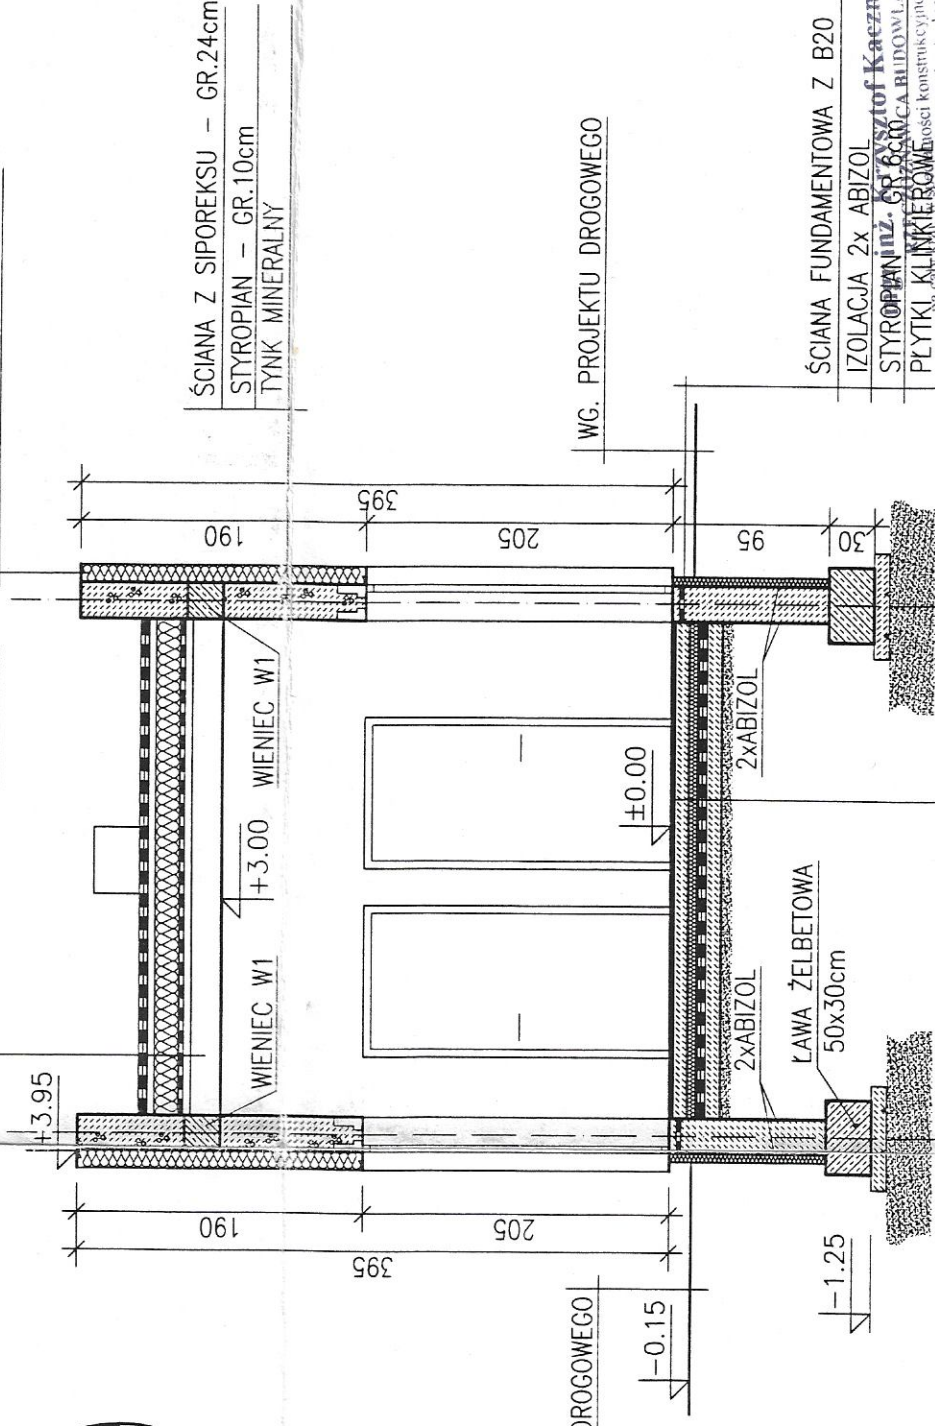 ŚCIANA Z SIPOREKSU - GR.24cm
STYROPIAN - GR.10cm
TYNK MINERALNY
WG. PROJEKTU DROGOWEGO
ŚCIANA FUNDAMENTOWA Z B20
IZOLACJA 2x ABIZOL
STYROPIAN - GR.6cm
PŁYTKI KLINKIEROWE
inż. Krzysztof
395
190
205
95
30
WIENIEC W1
+3.00
WIENIEC W1
±0.00
2xABIZOL
2xABIZOL
ŁAWA ŻELBETOWA
50x30cm
+3.95
190
205
395
DROGOWEGO
-0.15
-1.25